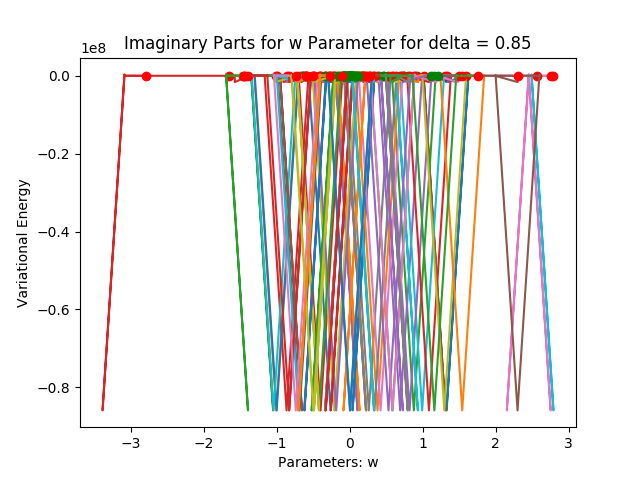 Imaginary Parts for w Parameter for delta = 0.85
1e8
0.0
−0.2
−0.4
−0.6
−0.8
Variational Energy
−3 −2 −1 0 1 2 3
Parameters: w